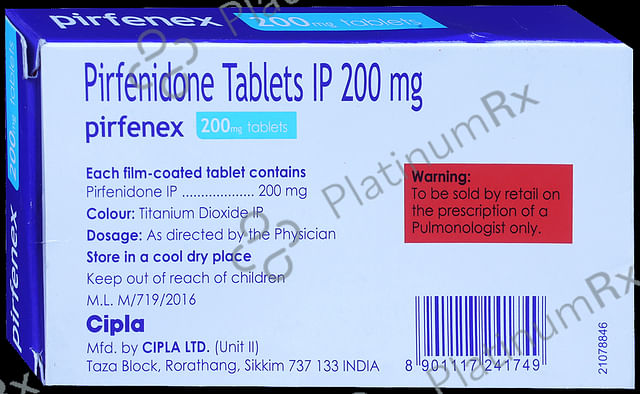 pirfenex 200mg tablets
200mg tablets
pirfenex
Pirfenidone Tablets IP 200 mg
pirfenex 200mg tablets
Each film-coated tablet contains
Pirfenidone IP ................... 200 mg
Colour: Titanium Dioxide IP
Dosage: As directed by the Physician
Store in a cool dry place
Keep out of reach of children
M.L. M/719/2016
Cipla
Mfd. by CIPLA LTD. (Unit II)
Taza Block, Rorathang, Sikkim 737 133 INDIA
Warning:
To be sold by retail on
the prescription of a
Pulmonologist only.
8 901117 241749
21078846
PlatinumRx
PlatinumRx